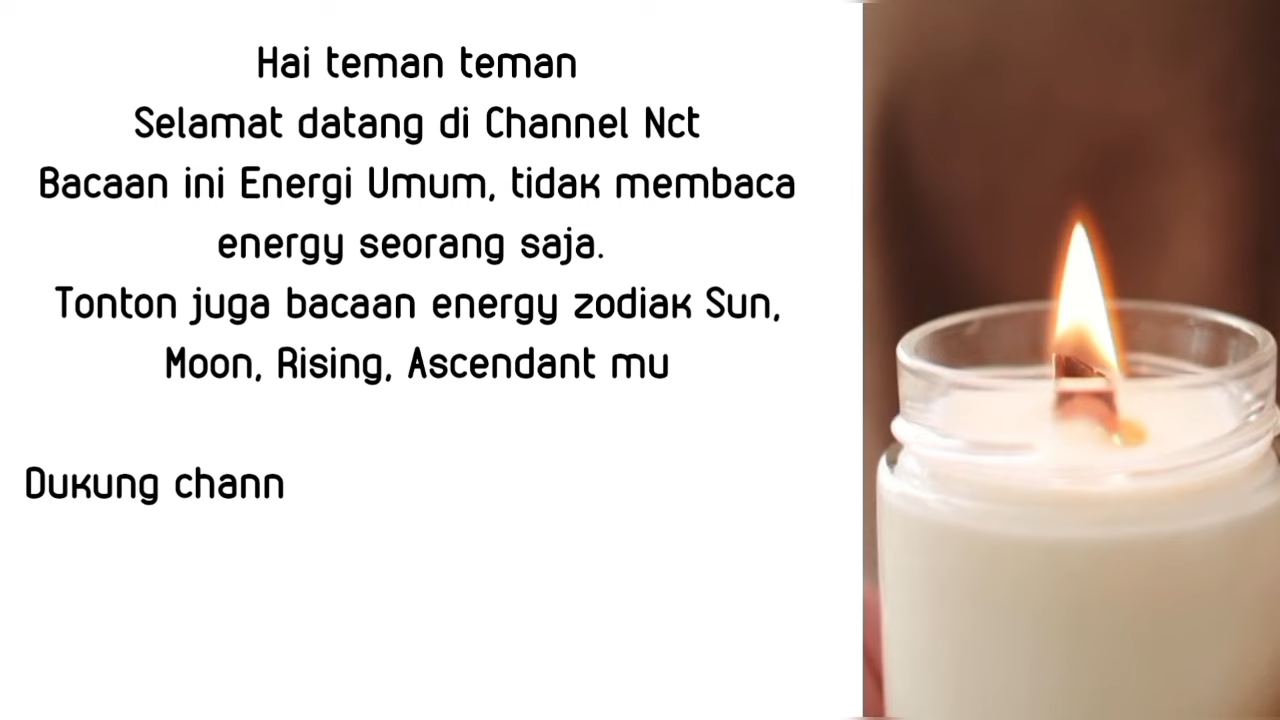 Hai teman teman
Selamat datang di Channel Nct
Bacaan ini Energi Umum, tidak membaca
energy seorang saja.
Tonton juga bacaan energy zodiak Sun,
Moon, Rising, Ascendant mu
Dukung chann